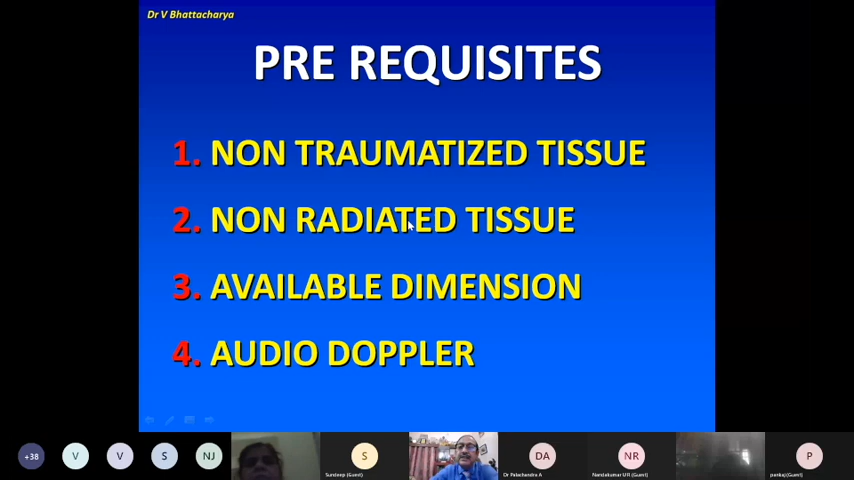 Dr V Bhattacharya
PRE REQUISITES
1. NON TRAUMATIZED TISSUE
2. NON RADIATED TISSUE
3. AVAILABLE DIMENSION
4. AUDIO DOPPLER
+38
V
V
S
NJ
S
DA
NR
P
Sundeep (Guest)
Dr Palachandra A
Nandakumar U R (Guest)
pankaj (Guest)